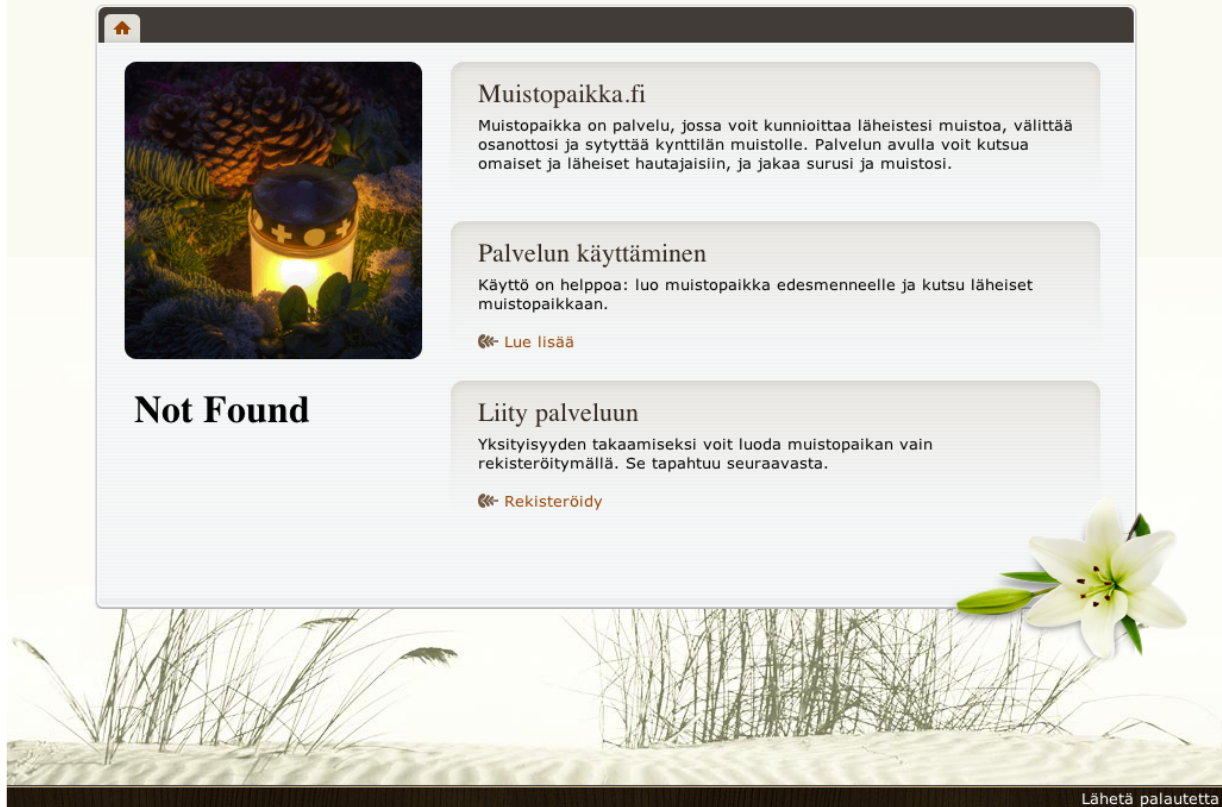 Muistopaikka.fi
Muistopaikka on palvelu, jossa voit kunnioittaa läheistesi muistoa, välittää
osanottosi ja sytyttää kynttilän muistolle. Palvelun avulla voit kutsua
omaiset ja läheiset hautajaisiin, ja jakaa surusi ja muistosi.
Palvelun käyttäminen
Käyttö on helppoa: luo muistopaikka edesmenneelle ja kutsu läheiset
muistopaikkaan.
Lue lisää
Not Found
Liity palveluun
Yksityisyyden takaamiseksi voit luoda muistopaikan vain
rekisteröitymällä. Se tapahtuu seuraavasta.
Rekisteröidy
Lähetä palautetta